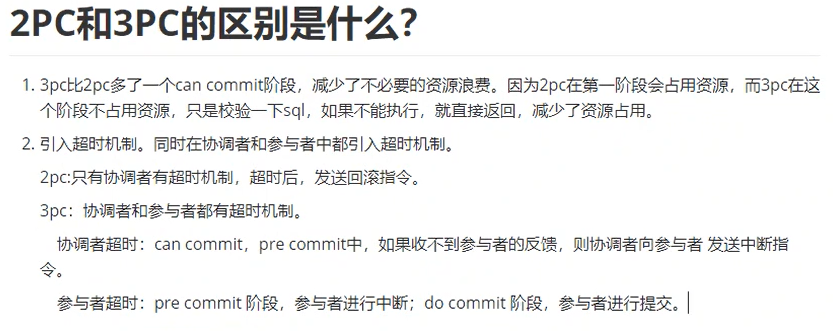 2PC和3PC的区别是什么？
1. 3pc比2pc多了一个can commit阶段，减少了不必要的资源浪费。因为2pc在第一阶段会占用资源，而3pc在这
个阶段不占用资源，只是校验一下sql，如果不能执行，就直接返回，减少了资源占用。
2. 引入超时机制。同时在协调者和参与者中都引入超时机制。
2pc:只有协调者有超时机制，超时后，发送回滚指令。
3pc：协调者和参与者都有超时机制。
协调者超时：can commit，pre commit中，如果收不到参与者的反馈，则协调者向参与者 发送中断指
令。
参与者超时：pre commit 阶段，参与者进行中断；do commit 阶段，参与者进行提交。